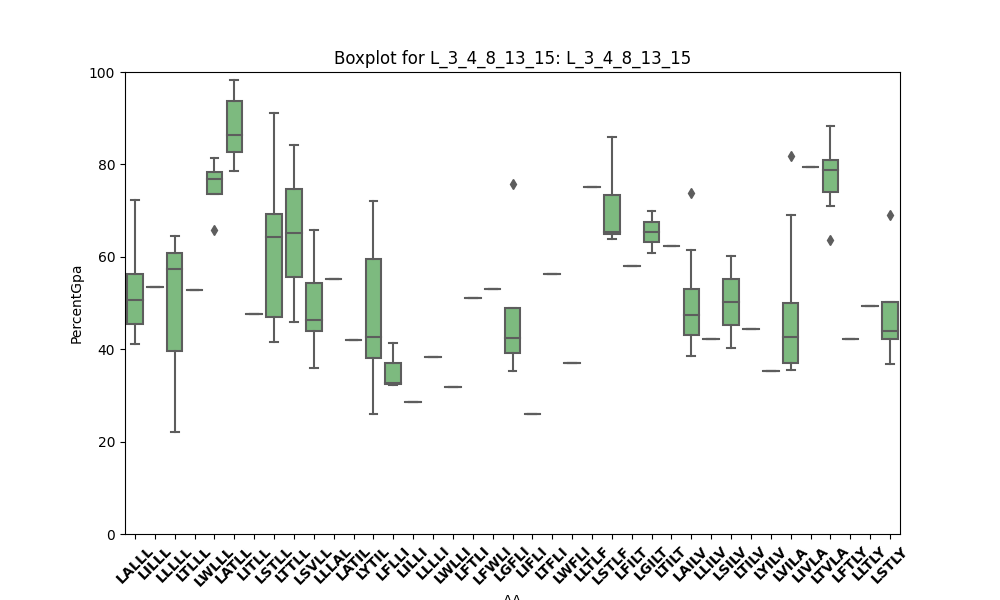 Boxplot for L_3_4_8_13_15: L_3_4_8_13_15
PercentGpa
100
80
60
40
20
0
LALLL
LILLL
LLLLL
LTLLL
LWLLL
LATLL
LITLL
LSTLL
LTTLL
LSVLL
LLLAL
LATIL
LYTIL
LFLLI
LILLI
LLLLI
LWLLI
LFTLI
LFWLI
LGFLI
LIFLI
LTFLI
LWFLI
LLTLF
LSTLF
LFILT
LGILT
LTILT
LAILV
LLILV
LSILV
LTILV
LYILV
LVILA
LIVLA
LTVLA
LFTLY
LLTLY
LSTLY
AA